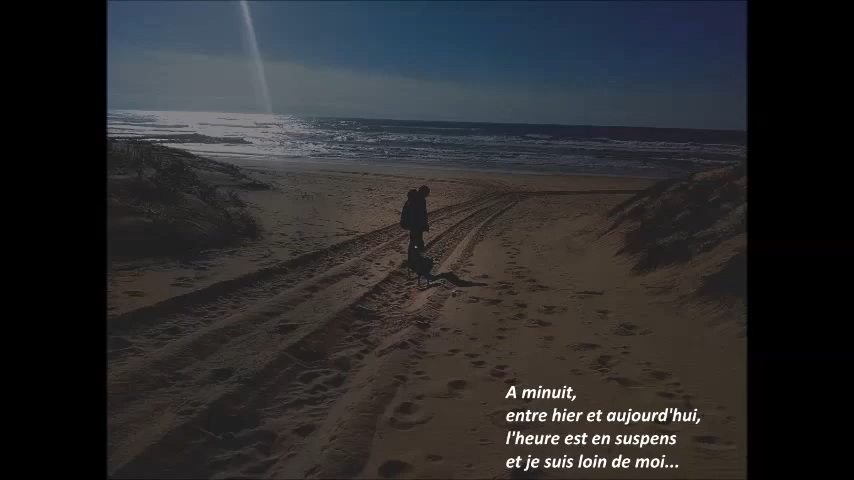 A minuit,
entre hier et aujourd'hui,
l'heure est en suspens
et je suis loin de moi...